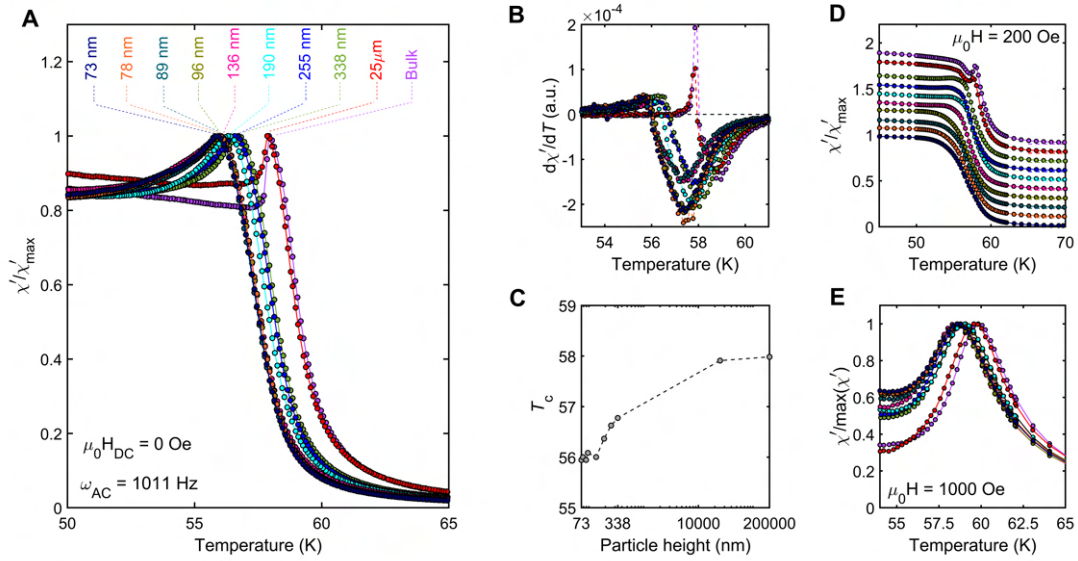 A
73 nm
78 nm
89 nm
96 nm
136 nm
190 nm
255 nm
338 nm
25μm
Bulk
χ′/χ′max
1
0.8
0.6
0.4
0.2
0
μ0HDC = 0 Oe
ωAC = 1011 Hz
50
55
60
65
Temperature (K)
B
×10⁻⁴
dχ′/dT (a.u.)
2
1
0
-1
-2
54
56
58
60
Temperature (K)
C
Tc
59
58
57
56
55
73
338
10000
200000
Particle height (nm)
D
μ0H = 200 Oe
χ′/χ′max
2
1.5
1
0.5
0
50
60
70
Temperature (K)
E
χ′/max(χ′)
1
0.8
0.6
0.4
0.2
0
μ0H = 1000 Oe
55
57.5
60
62.5
65
Temperature (K)